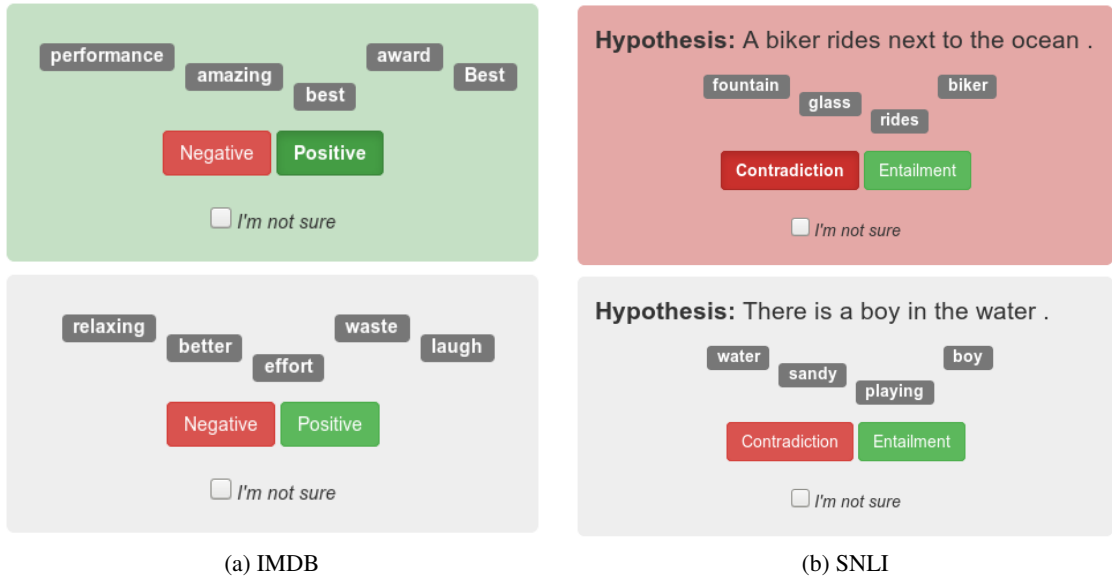 performance amazing best award Best
Negative Positive
I'm not sure
relaxing better effort waste laugh
Negative Positive
I'm not sure
(a) IMDB
Hypothesis: A biker rides next to the ocean .
fountain glass rides biker
Contradiction Entailment
I'm not sure
Hypothesis: There is a boy in the water .
water sandy playing boy
Contradiction Entailment
I'm not sure
(b) SNLI